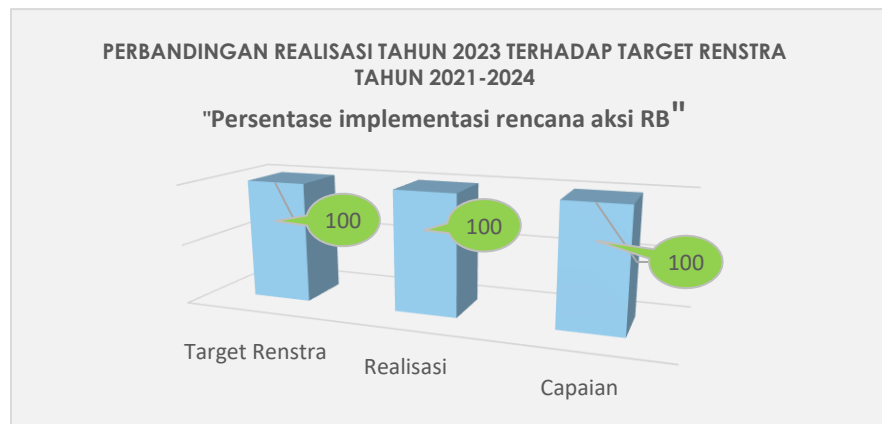 PERBANDINGAN REALISASI TAHUN 2023 TERHADAP TARGET RENSTRA
TAHUN 2021-2024
"Persentase implementasi rencana aksi RB"
100
100
100
Target Renstra
Realisasi
Capaian